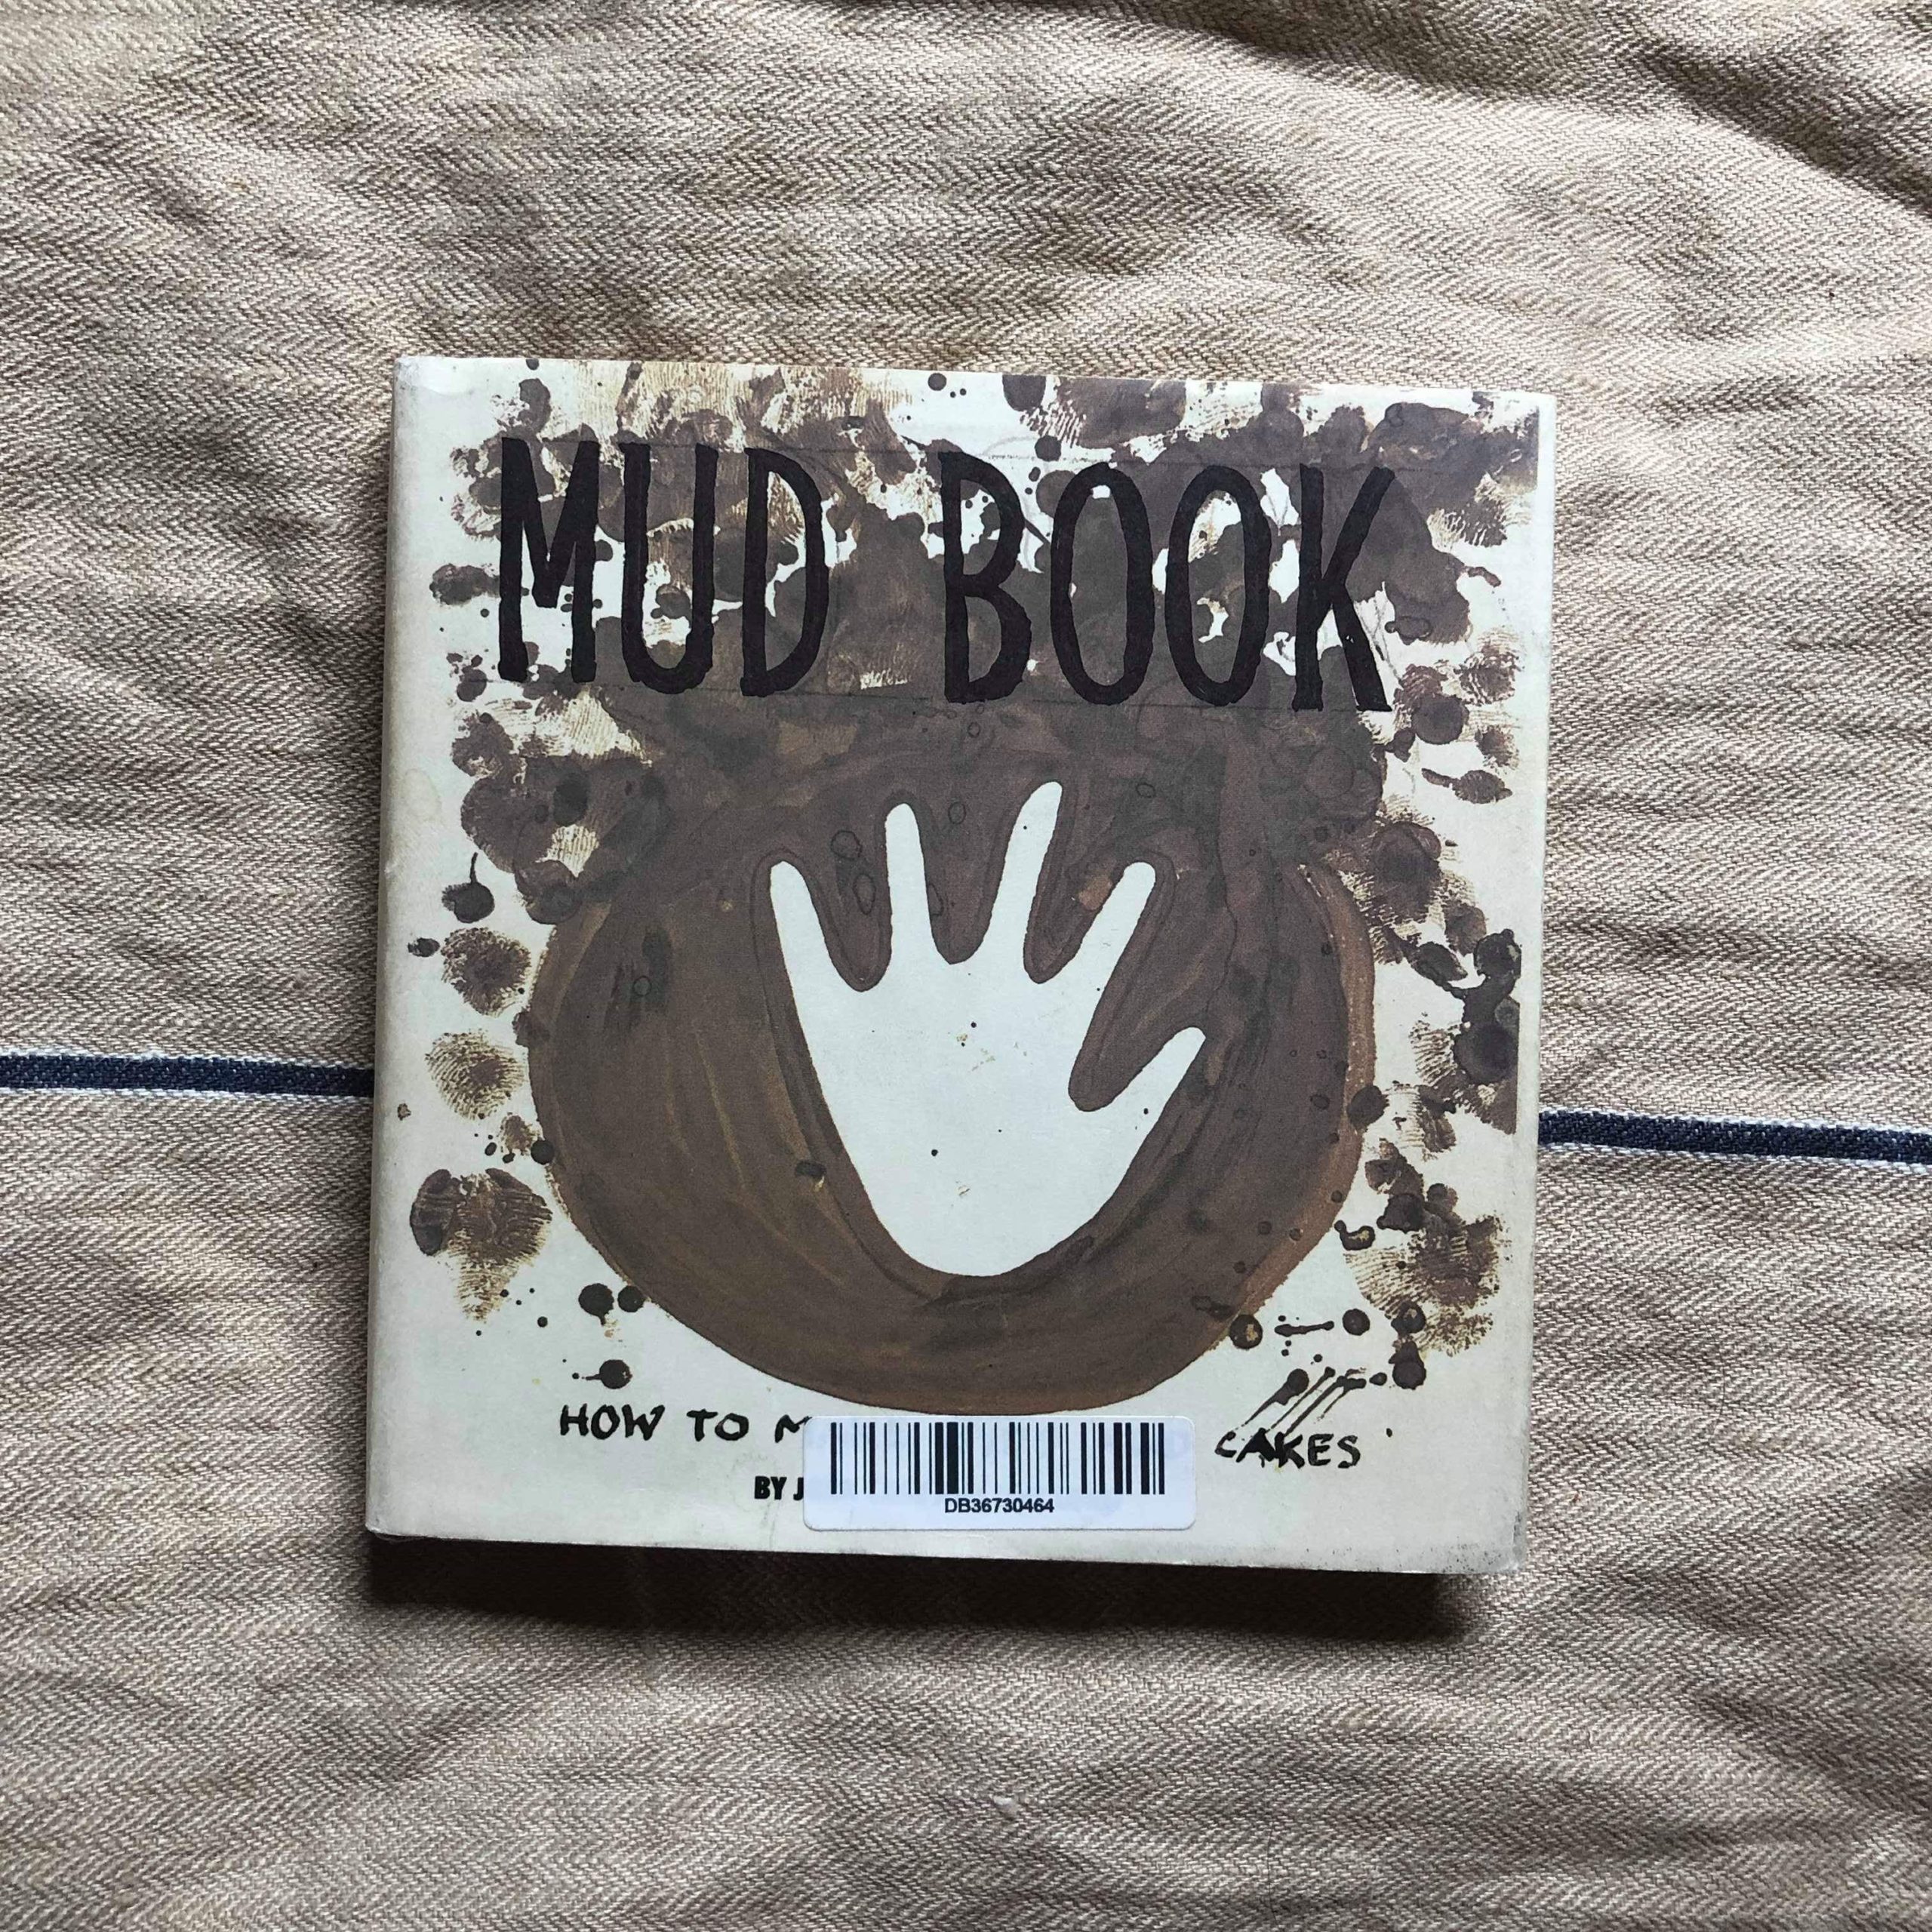 MUD BOOK
HOW TO CAKES
BY
DB36730464